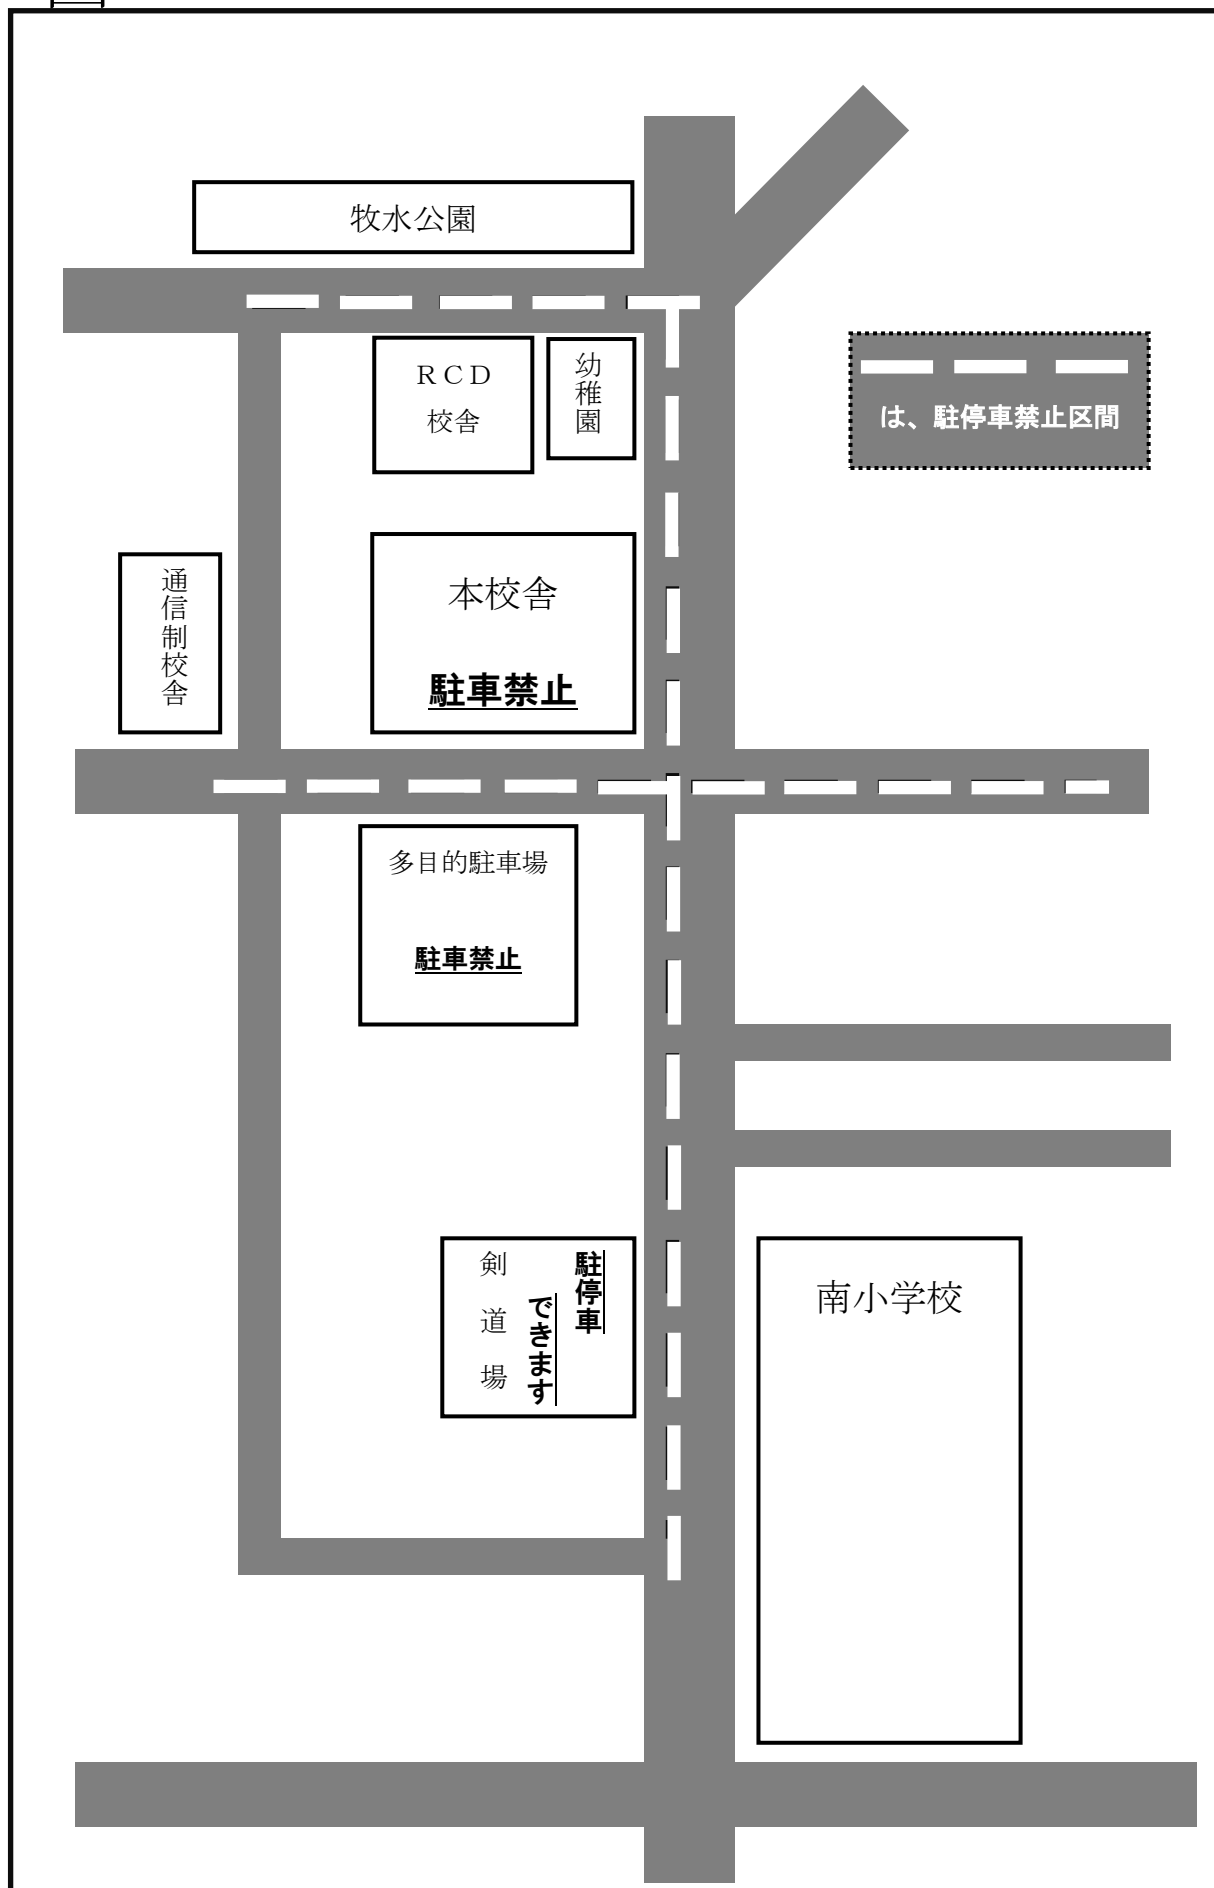 牧水公園
ＲＣＤ
校舎
幼稚園
は、駐停車禁止区間
本校舎
駐車禁止
通信制校舎
多目的駐車場
駐車禁止
駐停車
できます
剣道場
南小学校